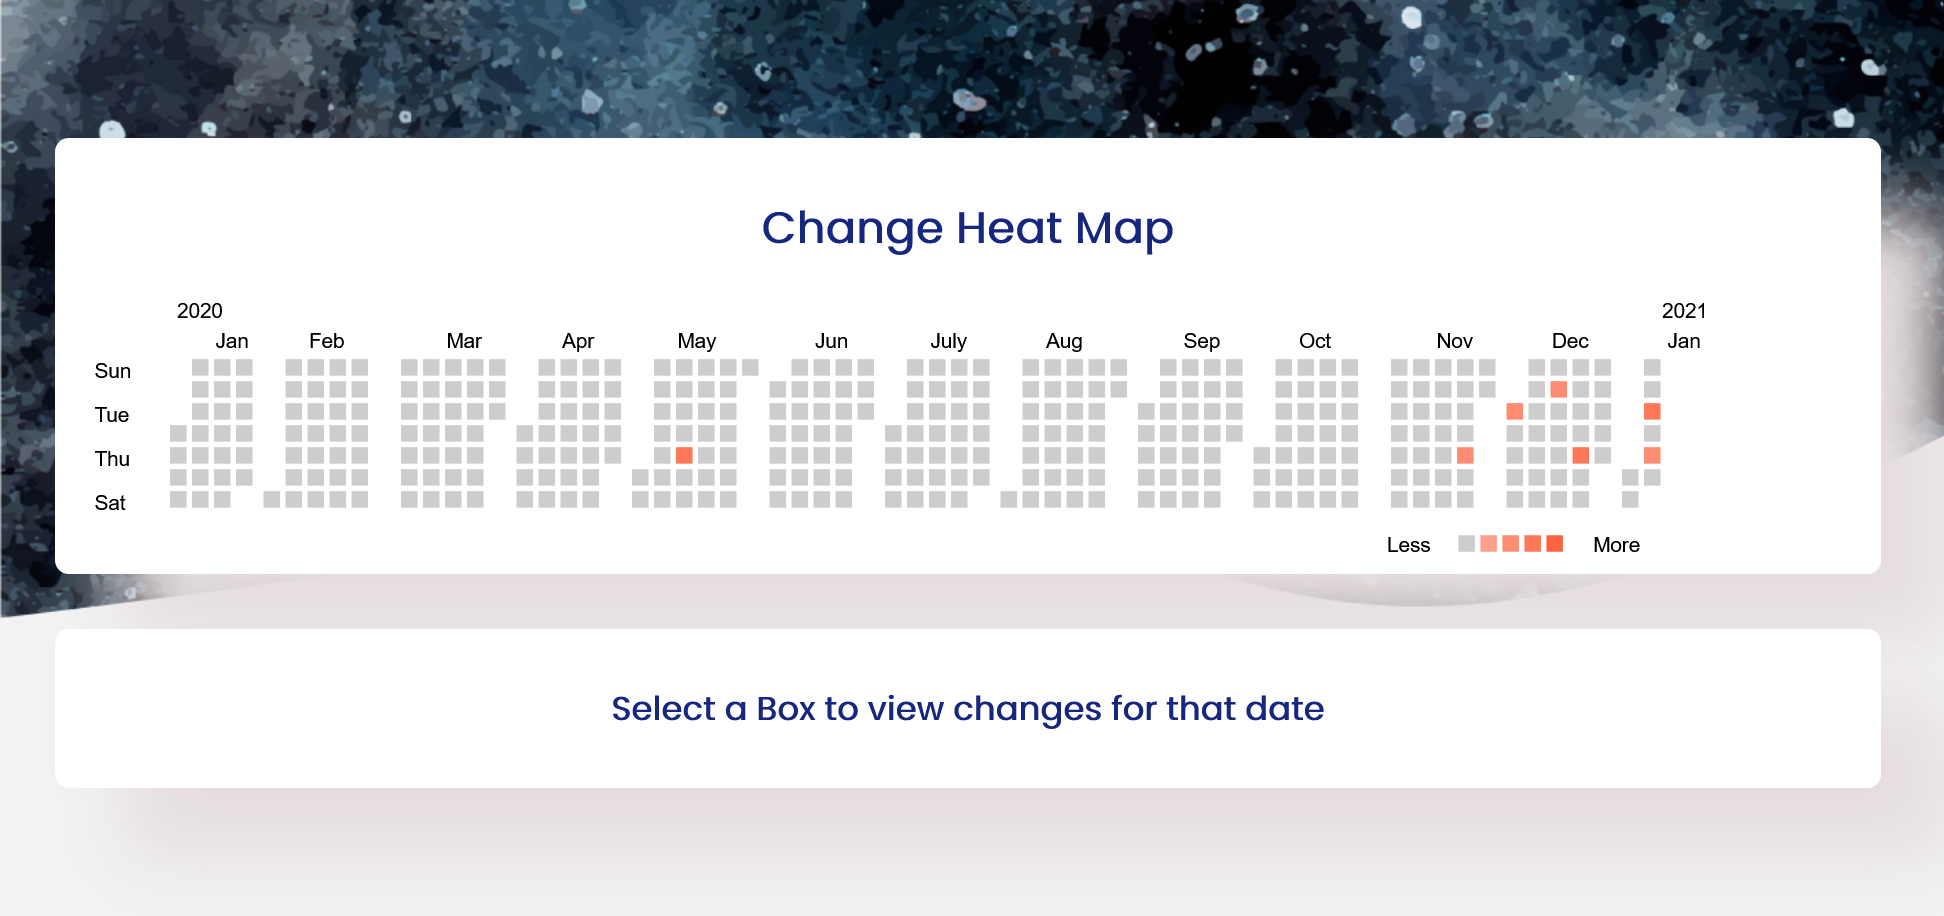 Change Heat Map
2020 2021
Jan Feb Mar Apr May Jun July Aug Sep Oct Nov Dec Jan
Sun
Tue
Thu
Sat
Less More
Select a Box to view changes for that date